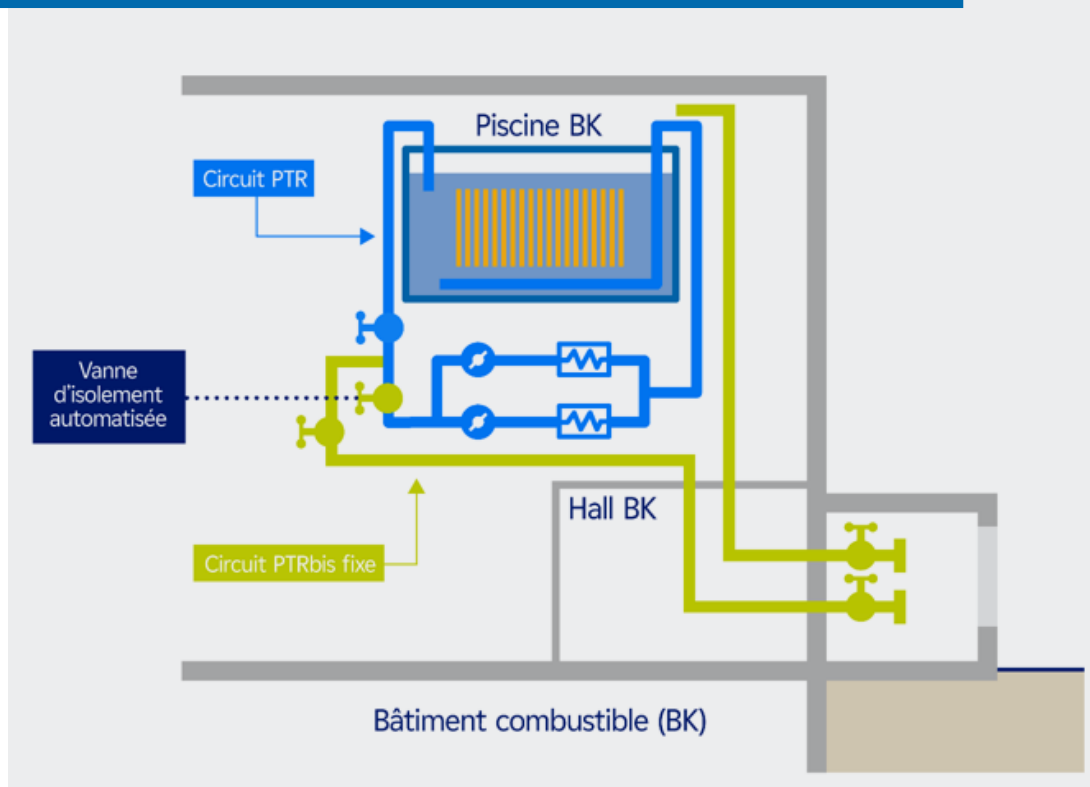 Piscine BK
Circuit PTR
Vanne
d'isolement
automatisée
Hall BK
Circuit PTRbis fixe
Bâtiment combustible (BK)